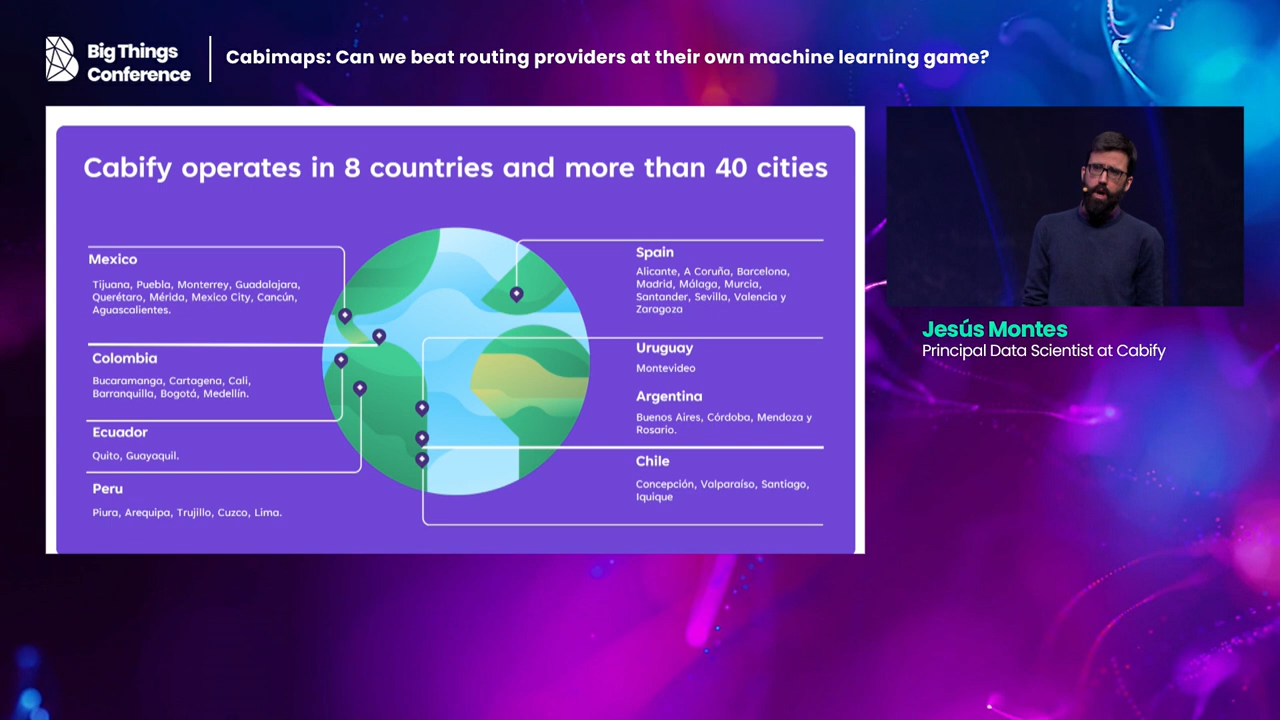 Big Things
Conference
Cabimaps: Can we beat routing providers at their own machine learning game?
Cabify operates in 8 countries and more than 40 cities
Mexico
Tijuana, Puebla, Monterrey, Guadalajara,
Querétaro, Mérida, Mexico City, Cancún,
Aguascalientes.
Colombia
Bucaramanga, Cartagena, Cali,
Barranquilla, Bogotá, Medellín.
Ecuador
Quito, Guayaquil.
Peru
Piura, Arequipa, Trujillo, Cuzco, Lima.
Spain
Alicante, A Coruña, Barcelona,
Madrid, Málaga, Murcia,
Santander, Sevilla, Valencia y
Zaragoza
Uruguay
Montevideo
Argentina
Buenos Aires, Córdoba, Mendoza y
Rosario.
Chile
Concepción, Valparaíso, Santiago,
Iquique
Jesús Montes
Principal Data Scientist at Cabify